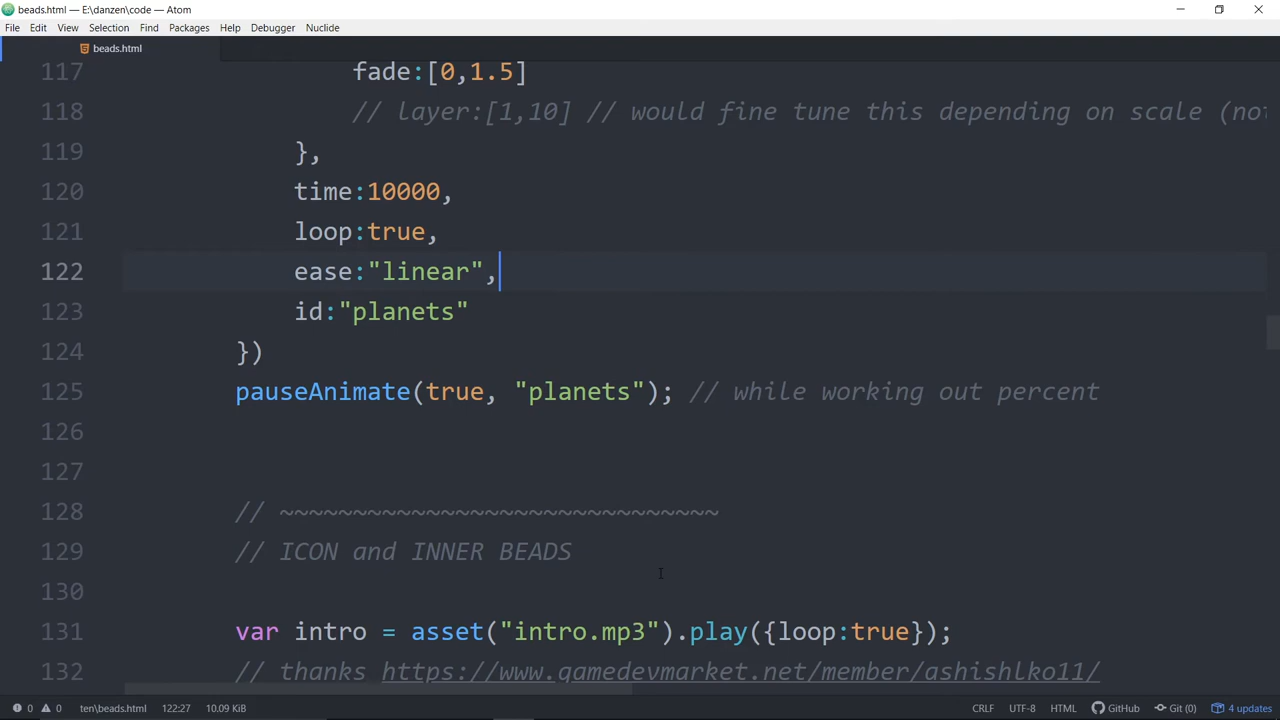 beads.html — E:\danzen\code — Atom
File Edit View Selection Find Packages Help Debugger Nuclide
beads.html
117 fade:[0,1.5]
118 // layer:[1,10] // would fine tune this depending on scale (not
119 },
120 time:10000,
121 loop:true,
122 ease:"linear",
123 id:"planets"
124 })
125 pauseAnimate(true, "planets"); // while working out percent
126
127
128 // ~~~~~~~~~~~~~~~~~~~~~~~~~~~~~~
129 // ICON and INNER BEADS
130
131 var intro = asset("intro.mp3").play({loop:true});
132 // thanks https://www.gamedevmarket.net/member/ashishlko11/
0 0 ten\beads.html 122:27 10.09 KiB CRLF UTF-8 HTML GitHub Git (0) 4 updates